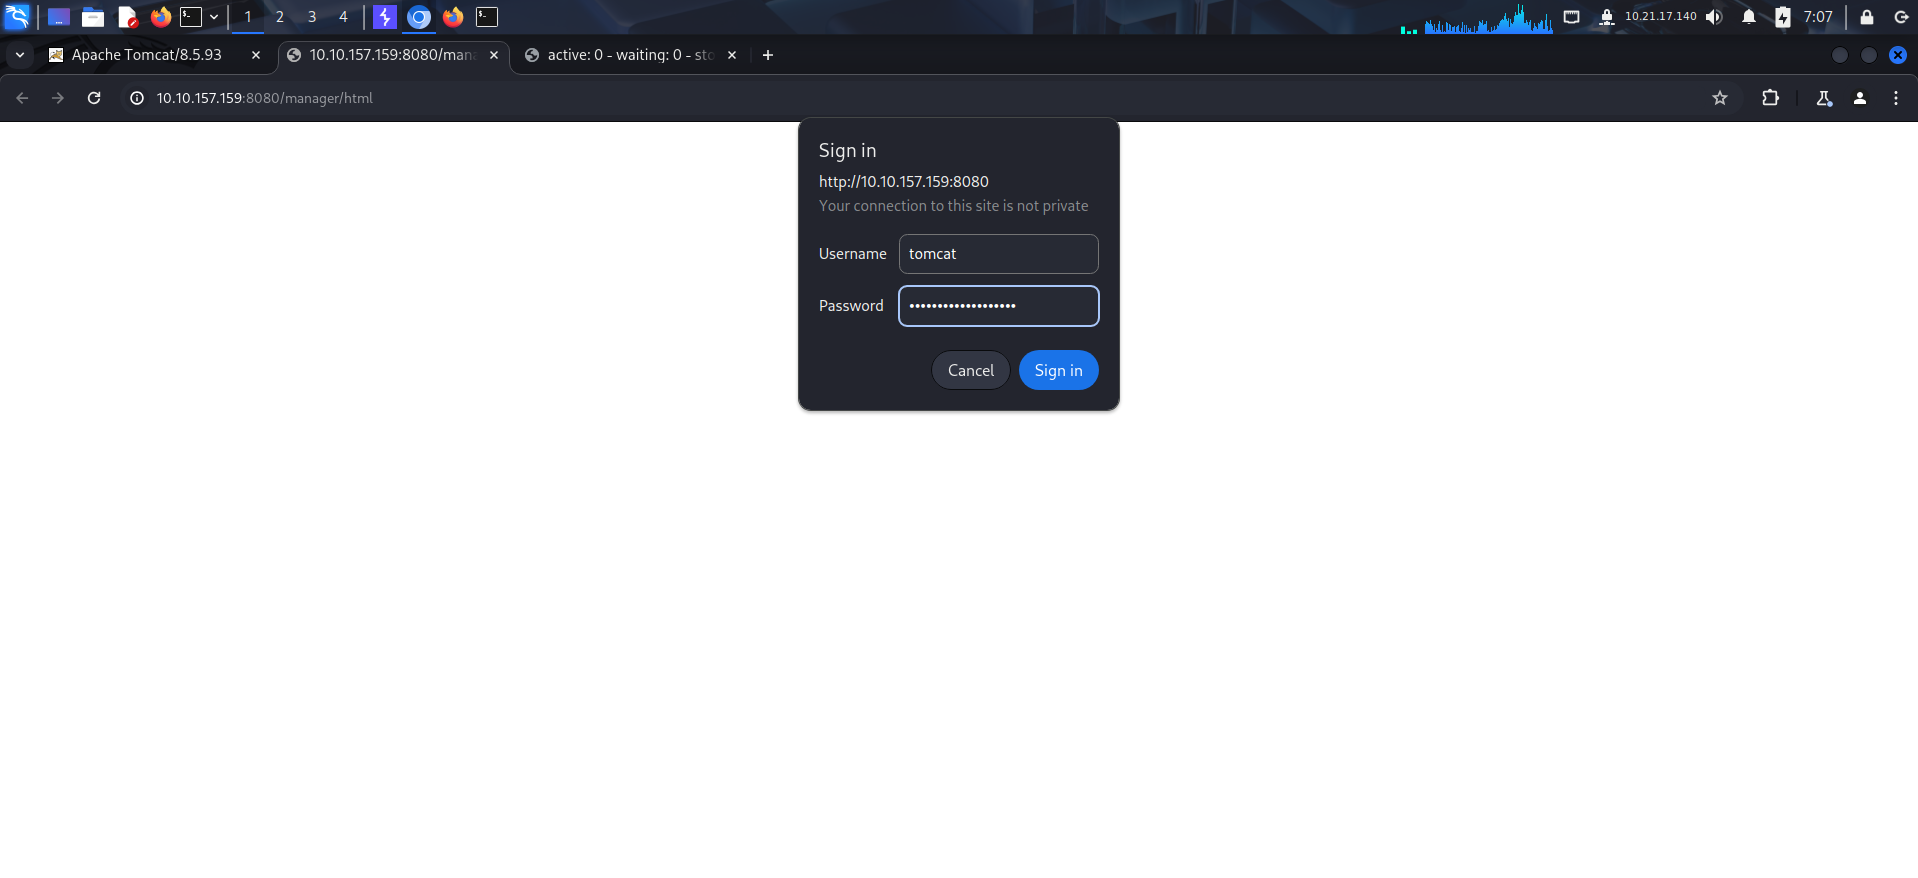 1 2 3 4 10.21.17.140 7:07
Apache Tomcat/8.5.93 10.10.157.159:8080/man active: 0 - waiting: 0 - sto
10.10.157.159:8080/manager/html
Sign in
http://10.10.157.159:8080
Your connection to this site is not private
Username tomcat
Password •••••••••••••••••••
Cancel Sign in